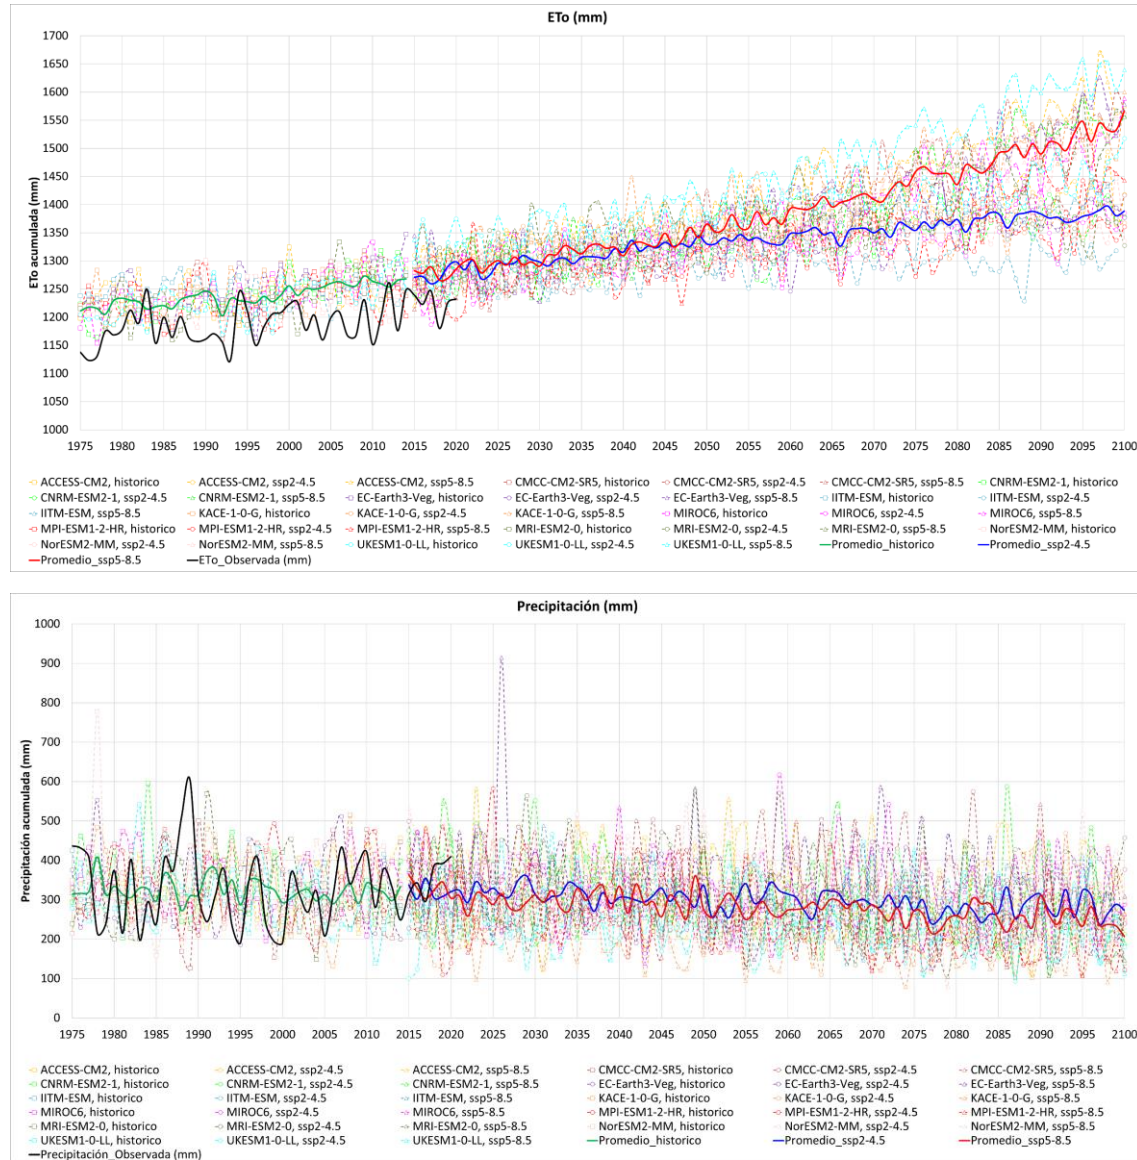 ETo (mm)
ETo acumulada (mm)
1700
1650
1600
1550
1500
1450
1400
1350
1300
1250
1200
1150
1100
1050
1000
1975 1980 1985 1990 1995 2000 2005 2010 2015 2020 2025 2030 2035 2040 2045 2050 2055 2060 2065 2070 2075 2080 2085 2090 2095 2100
ACCESS-CM2, historico ACCESS-CM2, ssp2-4.5 ACCESS-CM2, ssp5-8.5 CMCC-CM2-SR5, historico CMCC-CM2-SR5, ssp2-4.5 CMCC-CM2-SR5, ssp5-8.5 CNRM-ESM2-1, historico
CNRM-ESM2-1, ssp2-4.5 CNRM-ESM2-1, ssp5-8.5 EC-Earth3-Veg, historico EC-Earth3-Veg, ssp2-4.5 EC-Earth3-Veg, ssp5-8.5 IITM-ESM, historico IITM-ESM, ssp2-4.5
IITM-ESM, ssp5-8.5 KACE-1-0-G, historico KACE-1-0-G, ssp2-4.5 KACE-1-0-G, ssp5-8.5 MIROC6, historico MIROC6, ssp2-4.5 MIROC6, ssp5-8.5
MPI-ESM1-2-HR, historico MPI-ESM1-2-HR, ssp2-4.5 MPI-ESM1-2-HR, ssp5-8.5 MRI-ESM2-0, historico MRI-ESM2-0, ssp2-4.5 MRI-ESM2-0, ssp5-8.5 NorESM2-MM, historico
NorESM2-MM, ssp2-4.5 NorESM2-MM, ssp5-8.5 UKESM1-0-LL, historico UKESM1-0-LL, ssp2-4.5 UKESM1-0-LL, ssp5-8.5 Promedio_historico Promedio_ssp2-4.5
Promedio_ssp5-8.5 ETo_Observada (mm)
Precipitación (mm)
Precipitación acumulada (mm)
1000
900
800
700
600
500
400
300
200
100
0
1975 1980 1985 1990 1995 2000 2005 2010 2015 2020 2025 2030 2035 2040 2045 2050 2055 2060 2065 2070 2075 2080 2085 2090 2095 2100
ACCESS-CM2, historico ACCESS-CM2, ssp2-4.5 ACCESS-CM2, ssp5-8.5 CMCC-CM2-SR5, historico CMCC-CM2-SR5, ssp2-4.5 CMCC-CM2-SR5, ssp5-8.5
CNRM-ESM2-1, historico CNRM-ESM2-1, ssp2-4.5 CNRM-ESM2-1, ssp5-8.5 EC-Earth3-Veg, historico EC-Earth3-Veg, ssp2-4.5 EC-Earth3-Veg, ssp5-8.5
IITM-ESM, historico IITM-ESM, ssp2-4.5 IITM-ESM, ssp5-8.5 KACE-1-0-G, historico KACE-1-0-G, ssp2-4.5 KACE-1-0-G, ssp5-8.5
MIROC6, historico MIROC6, ssp2-4.5 MIROC6, ssp5-8.5 MPI-ESM1-2-HR, historico MPI-ESM1-2-HR, ssp2-4.5 MPI-ESM1-2-HR, ssp5-8.5
MRI-ESM2-0, historico MRI-ESM2-0, ssp2-4.5 MRI-ESM2-0, ssp5-8.5 NorESM2-MM, historico NorESM2-MM, ssp2-4.5 NorESM2-MM, ssp5-8.5
UKESM1-0-LL, historico UKESM1-0-LL, ssp2-4.5 UKESM1-0-LL, ssp5-8.5 Promedio_historico Promedio_ssp2-4.5 Promedio_ssp5-8.5
Precipitación_Observada (mm)